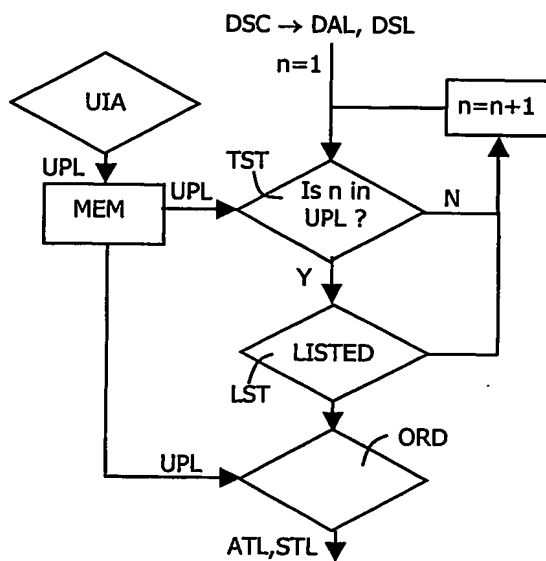 DSC → DAL, DSL
n=1
UIA
n=n+1
UPL
TST
MEM
UPL
Is n in
UPL ?
N
Y
LISTED
LST
ORD
UPL
ATL,STL